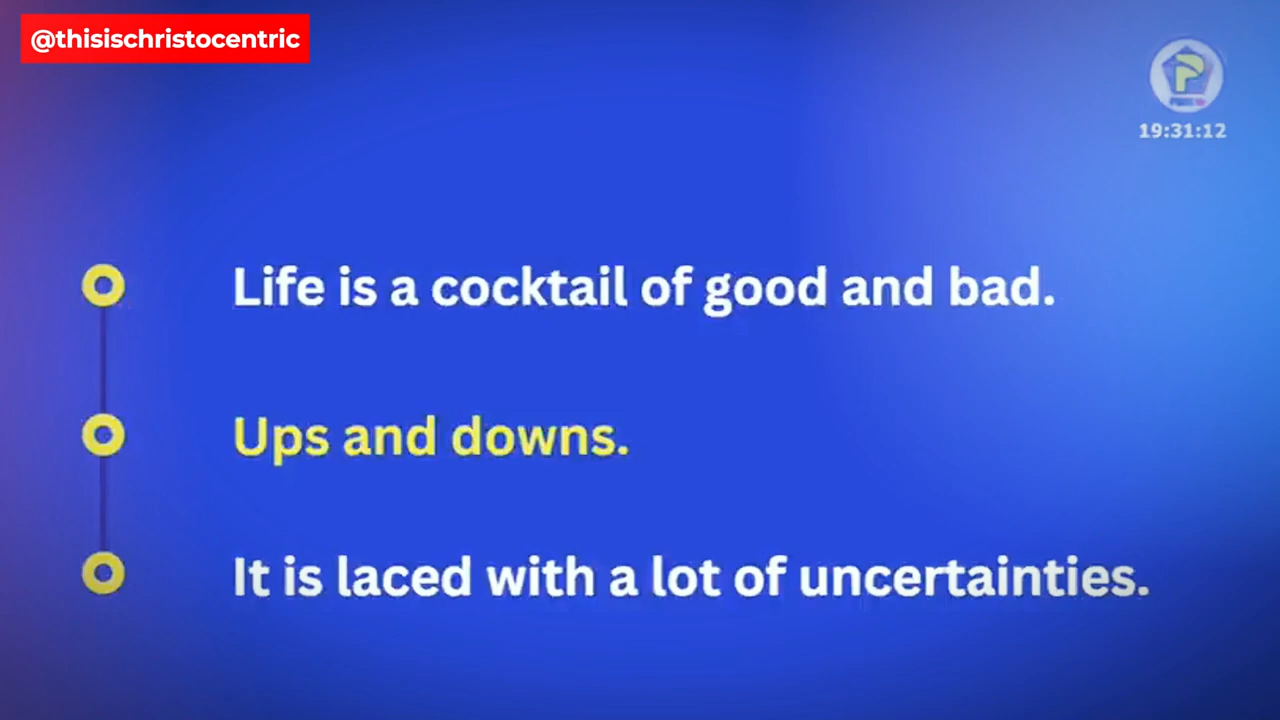 @thisischristocentric
19:31:12
Life is a cocktail of good and bad.
Ups and downs.
It is laced with a lot of uncertainties.